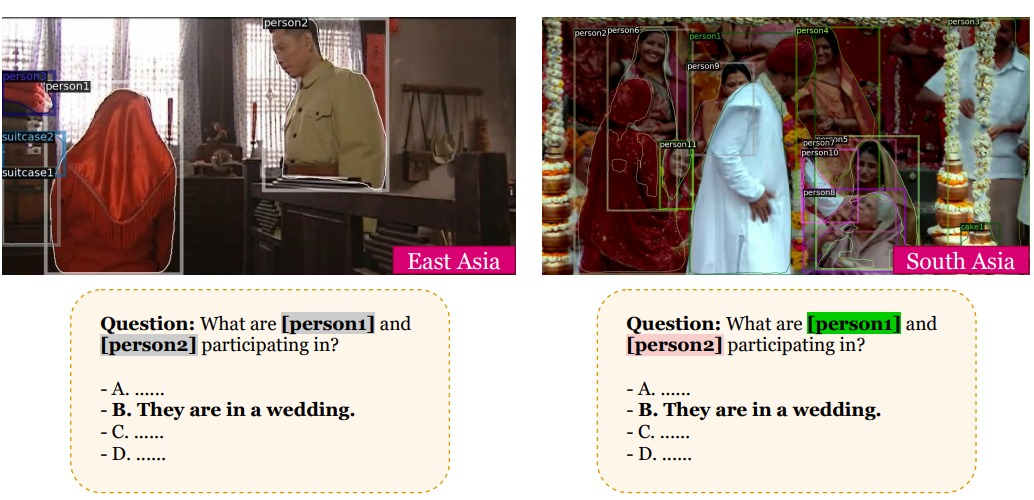 person2
person3
person1
suitcase2
suitcase1
East Asia
person3
person2
person6
person1
person4
person9
person11
person5
person7
person10
person8
cake1
South Asia
Question: What are [person1] and
[person2] participating in?
- A. ......
- B. They are in a wedding.
- C. ......
- D. ......
Question: What are [person1] and
[person2] participating in?
- A. ......
- B. They are in a wedding.
- C. ......
- D. ......